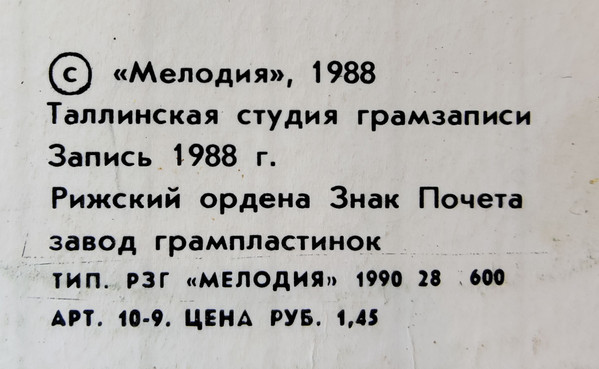 © «Мелодия», 1988
Таллинская студия грамзаписи
Запись 1988 г.
Рижский ордена Знак Почета
завод грампластинок
ТИП. РЗГ «МЕЛОДИЯ» 1990 28 600
АРТ. 10-9. ЦЕНА РУБ. 1,45